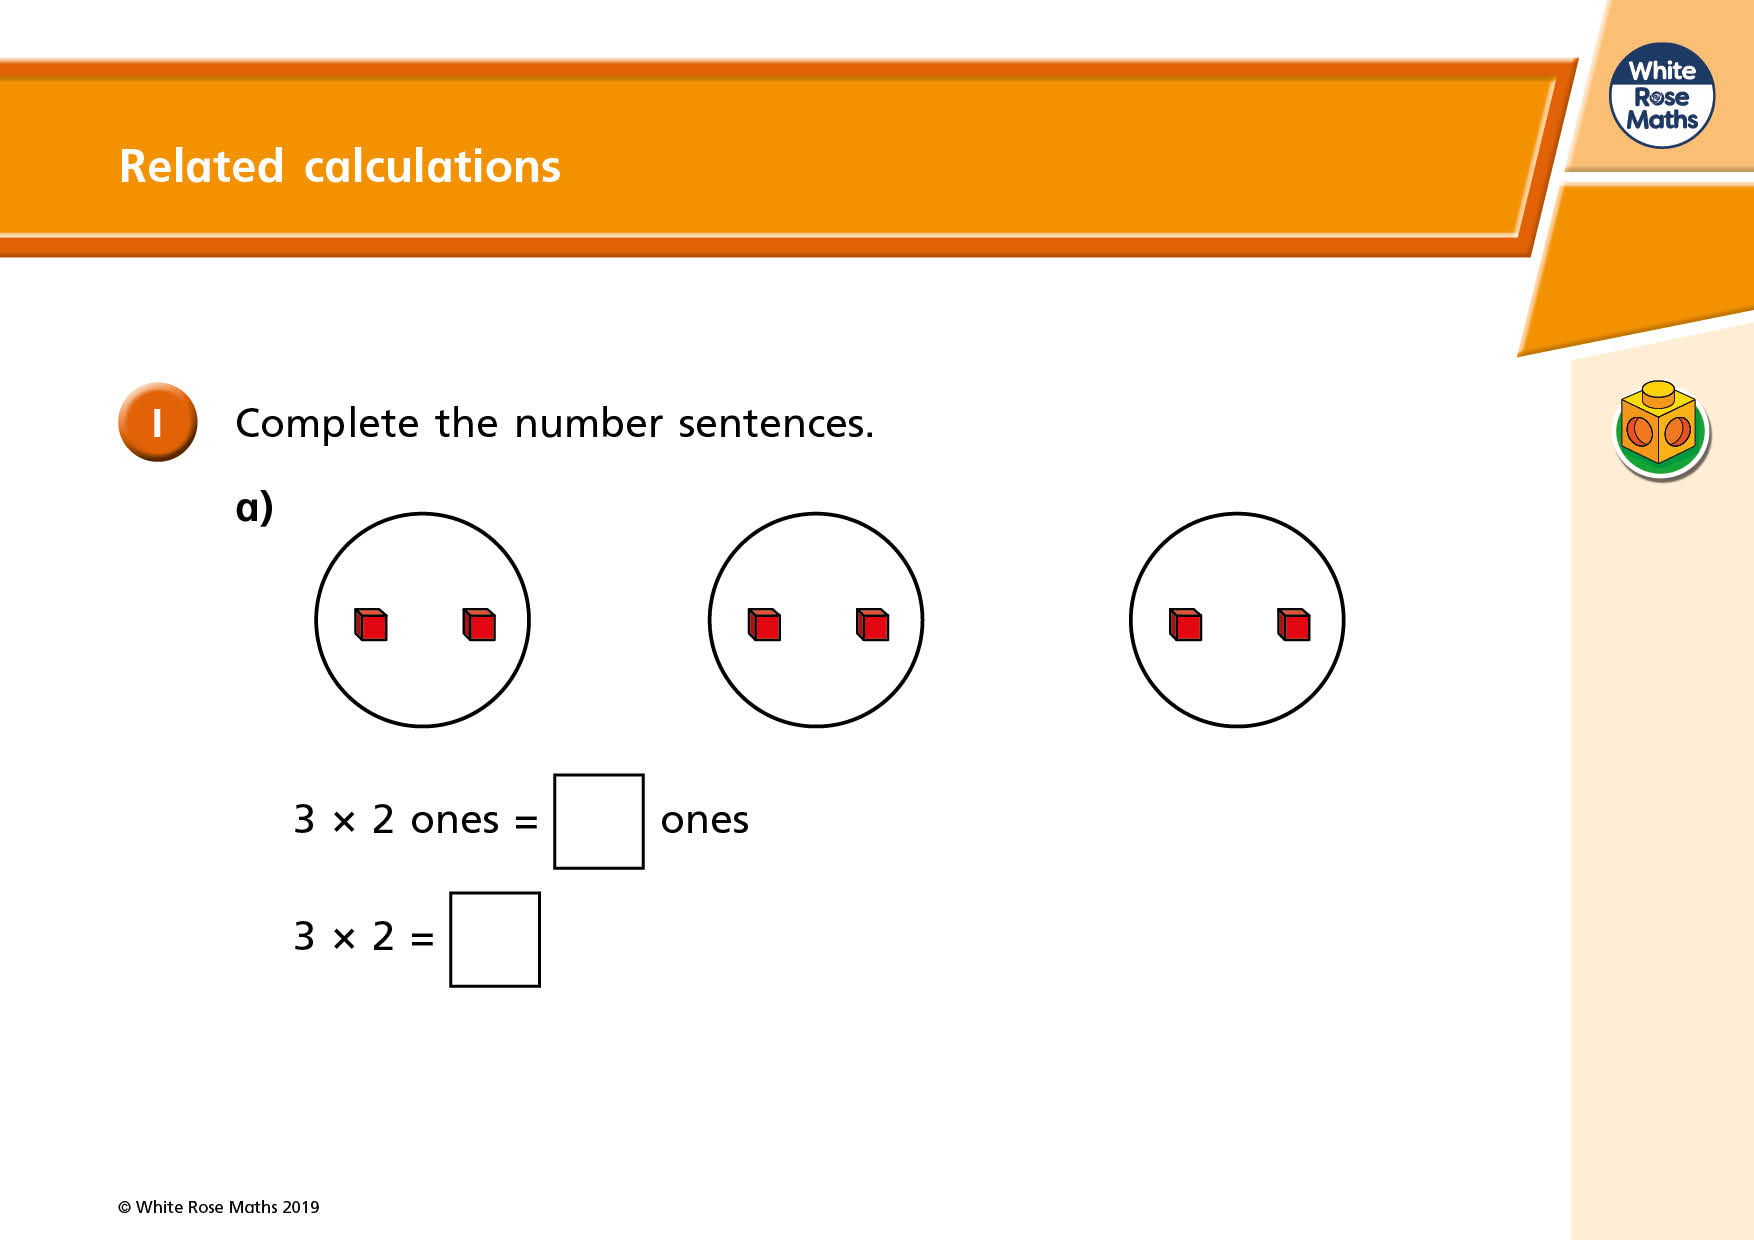 White
Rose
Maths
Related calculations
1 Complete the number sentences.
a)
3 × 2 ones = ones
3 × 2 =
© White Rose Maths 2019